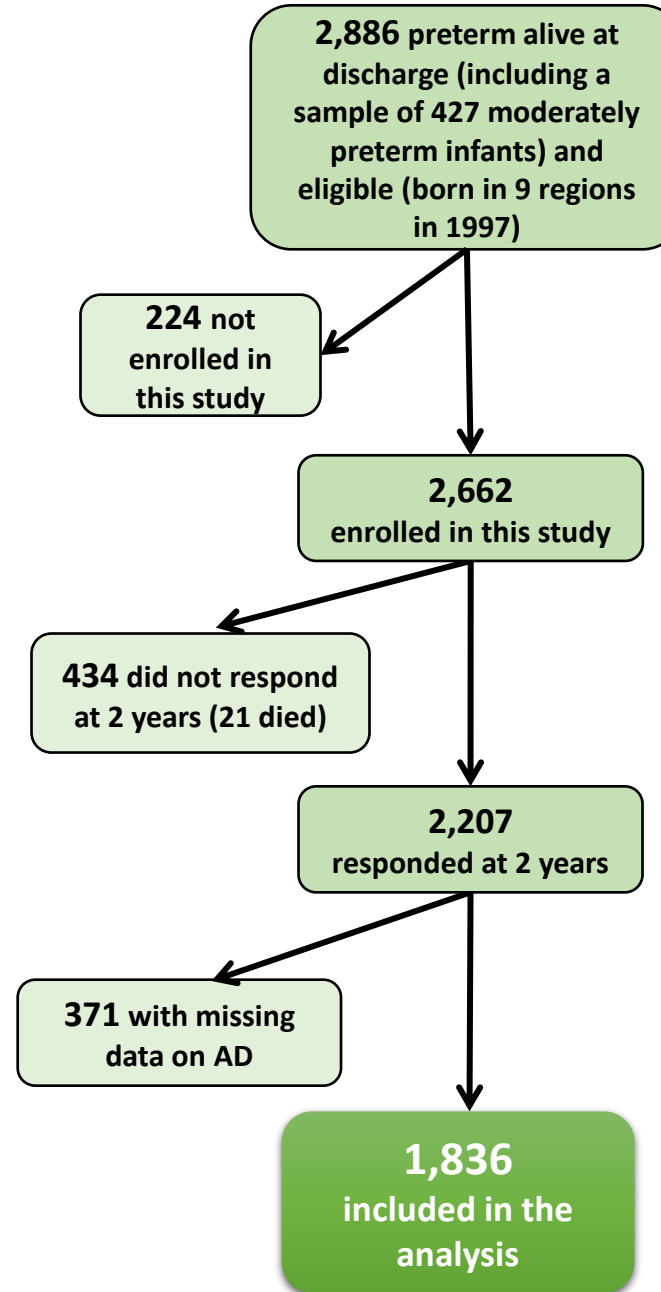 2,886 preterm alive at
discharge (including a
sample of 427 moderately
preterm infants) and
eligible (born in 9 regions
in 1997)
224 not
enrolled in
this study
2,662
enrolled in this study
434 did not respond
at 2 years (21 died)
2,207
responded at 2 years
371 with missing
data on AD
1,836
included in the
analysis